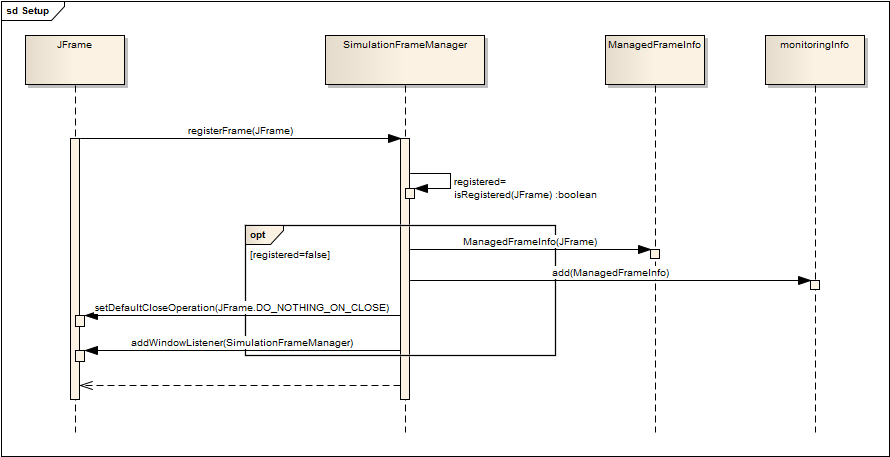 sd Setup
JFrame
SimulationFrameManager
ManagedFrameInfo
monitoringInfo
registerFrame(JFrame)
registered=
isRegistered(JFrame) :boolean
opt
[registered=false]
ManagedFrameInfo(JFrame)
add(ManagedFrameInfo)
setDefaultCloseOperation(JFrame.DO_NOTHING_ON_CLOSE)
addWindowListener(SimulationFrameManager)